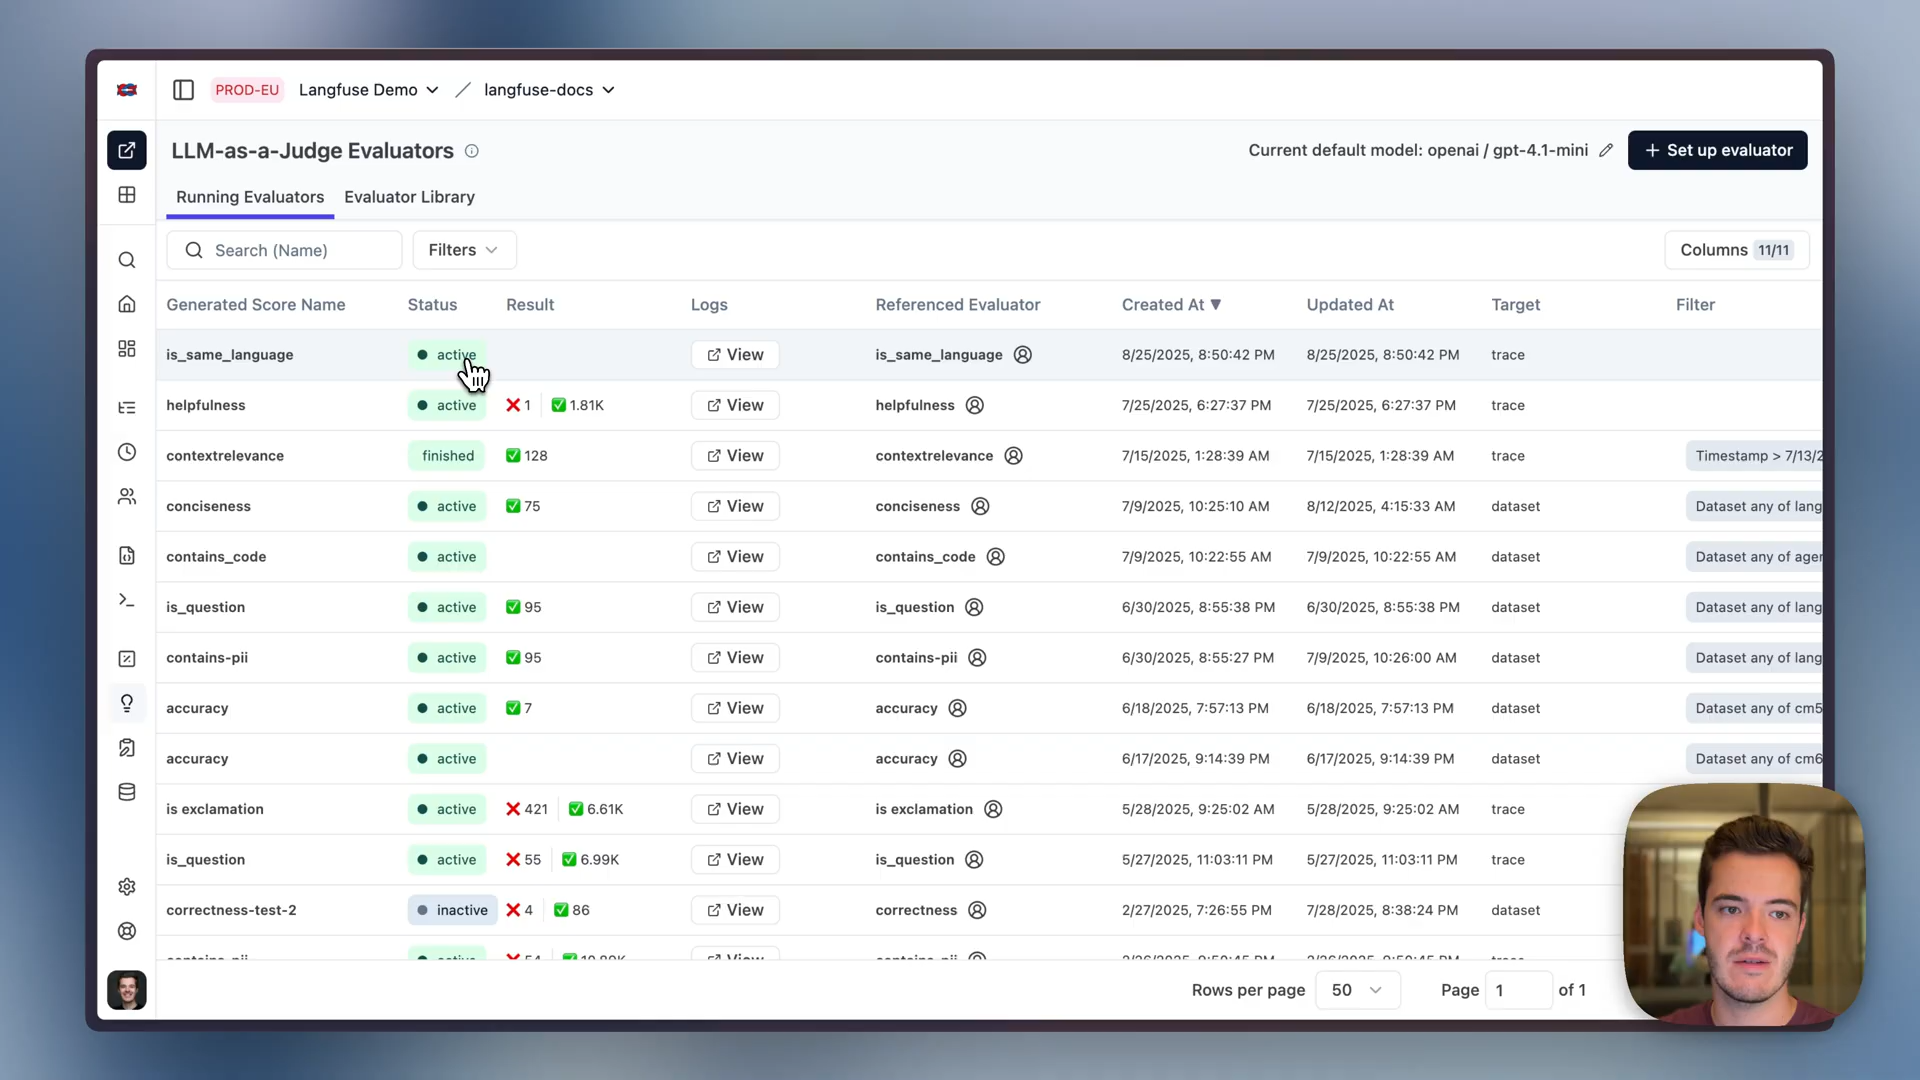 PROD-EU Langfuse Demo / langfuse-docs
LLM-as-a-Judge Evaluators
Current default model: openai / gpt-4.1-mini
+ Set up evaluator
Running Evaluators Evaluator Library
Search (Name) Filters Columns 11/11
Generated Score Name Status Result Logs Referenced Evaluator Created At ▼ Updated At Target Filter
is_same_language active View is_same_language 8/25/2025, 8:50:42 PM 8/25/2025, 8:50:42 PM trace
helpfulness active ❌ 1 ✅ 1.81K View helpfulness 7/25/2025, 6:27:37 PM 7/25/2025, 6:27:37 PM trace
contextrelevance finished ✅ 128 View contextrelevance 7/15/2025, 1:28:39 AM 7/15/2025, 1:28:39 AM trace Timestamp > 7/13/2
conciseness active ✅ 75 View conciseness 7/9/2025, 10:25:10 AM 8/12/2025, 4:15:33 AM dataset Dataset any of lang
contains_code active View contains_code 7/9/2025, 10:22:55 AM 7/9/2025, 10:22:55 AM dataset Dataset any of ager
is_question active ✅ 95 View is_question 6/30/2025, 8:55:38 PM 6/30/2025, 8:55:38 PM dataset Dataset any of lang
contains-pii active ✅ 95 View contains-pii 6/30/2025, 8:55:27 PM 7/9/2025, 10:26:00 AM dataset Dataset any of lang
accuracy active ✅ 7 View accuracy 6/18/2025, 7:57:13 PM 6/18/2025, 7:57:13 PM dataset Dataset any of cm5
accuracy active View accuracy 6/17/2025, 9:14:39 PM 6/17/2025, 9:14:39 PM dataset Dataset any of cm6
is exclamation active ❌ 421 ✅ 6.61K View is exclamation 5/28/2025, 9:25:02 AM 5/28/2025, 9:25:02 AM trace
is_question active ❌ 55 ✅ 6.99K View is_question 5/27/2025, 11:03:11 PM 5/27/2025, 11:03:11 PM trace
correctness-test-2 inactive ❌ 4 ✅ 86 View correctness 2/27/2025, 7:26:55 PM 7/28/2025, 8:38:24 PM dataset
Rows per page 50 Page 1 of 1